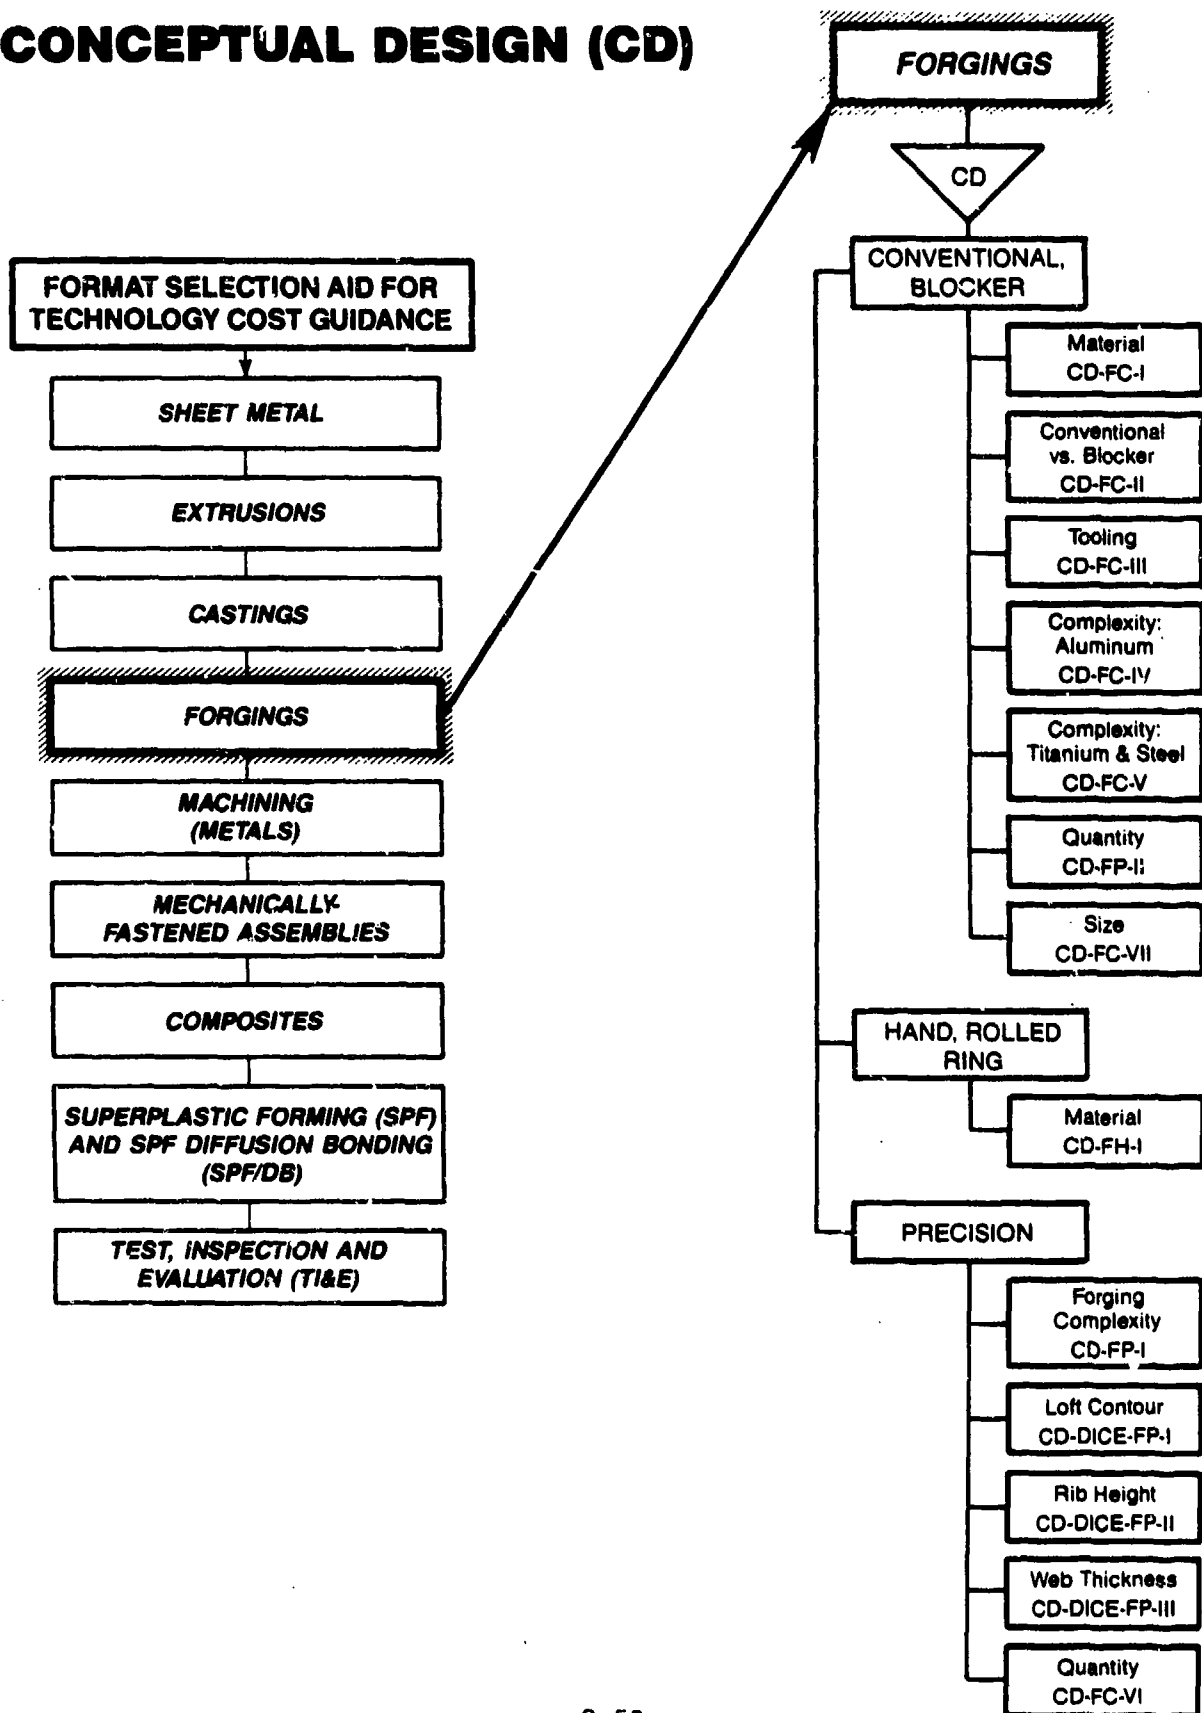 CONCEPTUAL DESIGN (CD)
FORMAT SELECTION AID FOR
TECHNOLOGY COST GUIDANCE
SHEET METAL
EXTRUSIONS
CASTINGS
FORGINGS
MACHINING
(METALS)
MECHANICALLY-
FASTENED ASSEMBLIES
COMPOSITES
SUPERPLASTIC FORMING (SPF)
AND SPF DIFFUSION BONDING
(SPF/DB)
TEST, INSPECTION AND
EVALUATION (TI&E)
FORGINGS
CD
CONVENTIONAL,
BLOCKER
Material
CD-FC-I
Conventional
vs. Blocker
CD-FC-II
Tooling
CD-FC-III
Complexity:
Aluminum
CD-FC-IV
Complexity:
Titanium & Steel
CD-FC-V
Quantity
CD-FP-II
Size
CD-FC-VII
HAND, ROLLED
RING
Material
CD-FH-I
PRECISION
Forging
Complexity
CD-FP-I
Loft Contour
CD-DICE-FP-I
Rib Height
CD-DICE-FP-II
Web Thickness
CD-DICE-FP-III
Quantity
CD-FC-VI